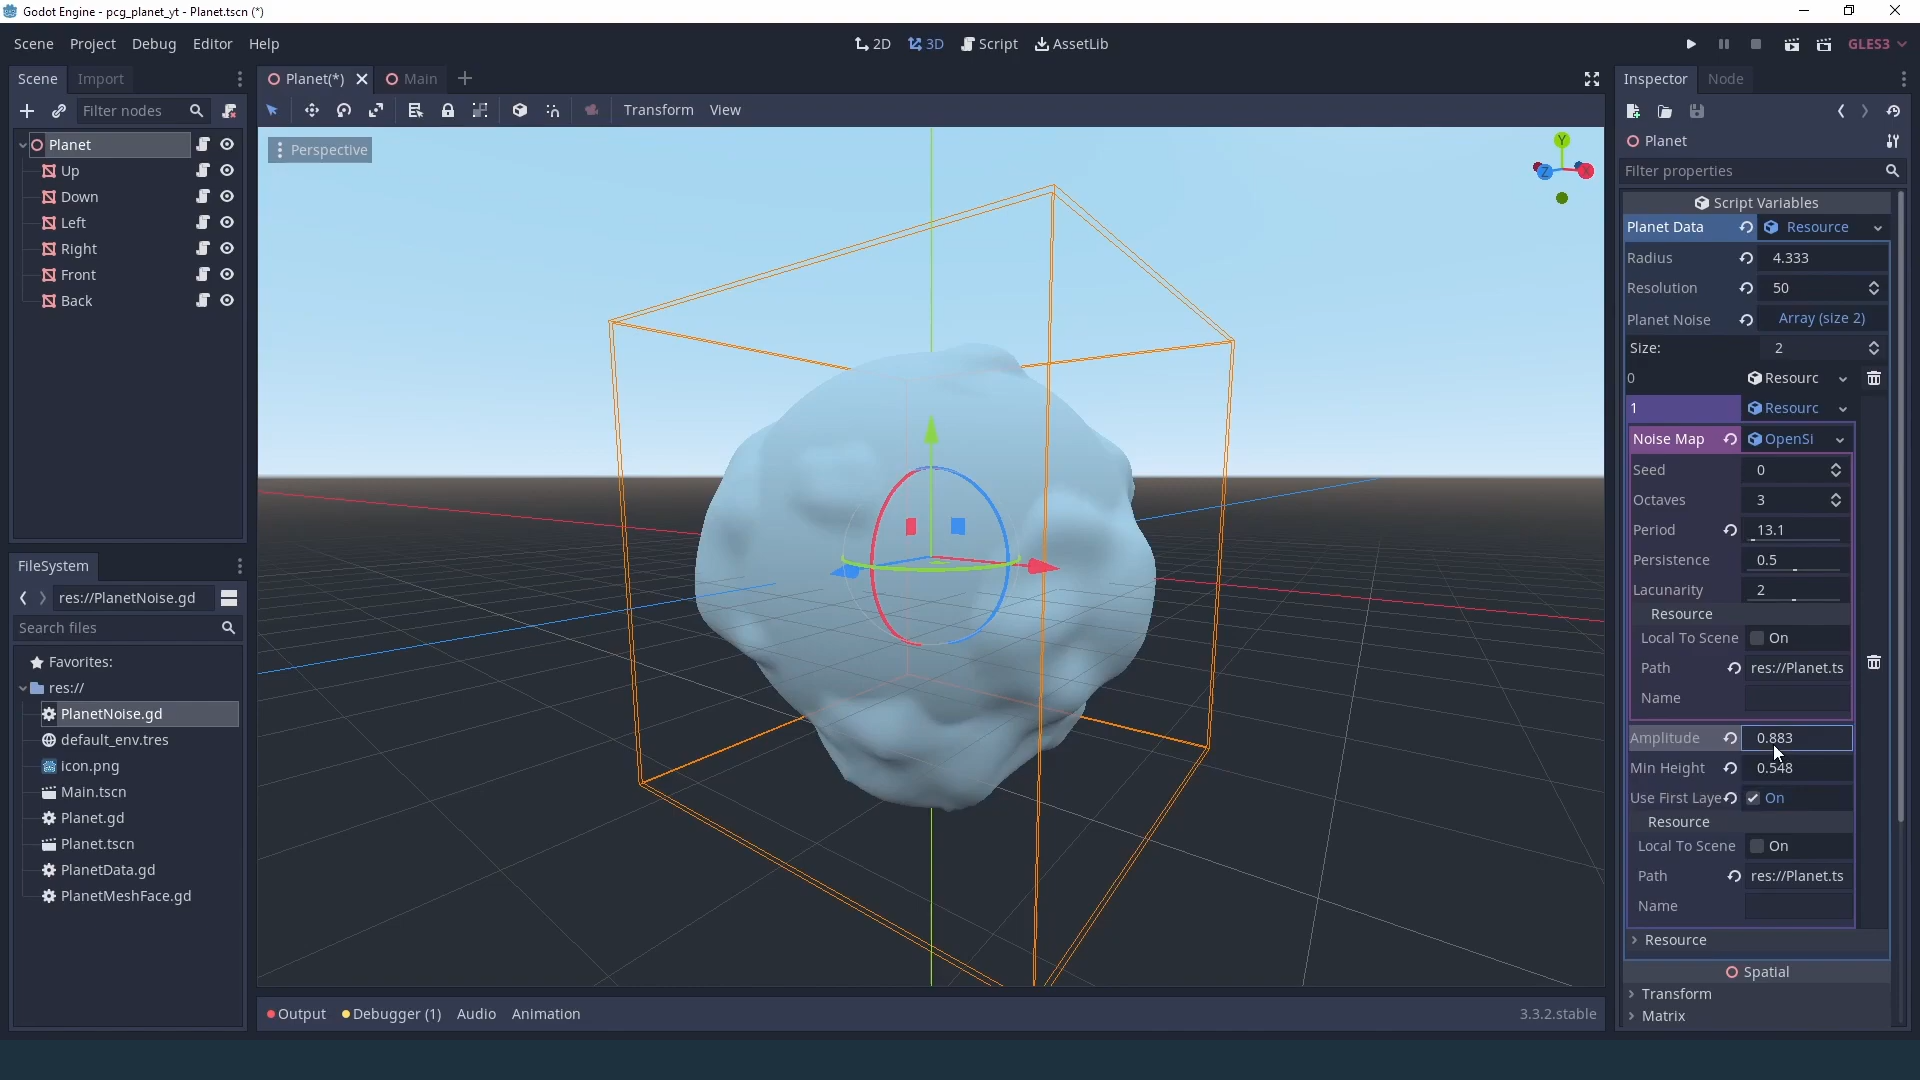 Godot Engine - pcg_planet_yt - Planet.tscn (*)
Scene Project Debug Editor Help
2D 3D Script AssetLib
GLES3
Scene Import
Filter nodes
Planet
Up
Down
Left
Right
Front
Back
FileSystem
res://PlanetNoise.gd
Search files
Favorites:
res://
PlanetNoise.gd
default_env.tres
icon.png
Main.tscn
Planet.gd
Planet.tscn
PlanetData.gd
PlanetMeshFace.gd
Planet(*) Main
Transform View
Perspective
Y
Z X
Output Debugger (1) Audio Animation
3.3.2.stable
Inspector Node
Planet
Filter properties
Script Variables
Planet Data Resource
Radius 4.333
Resolution 50
Planet Noise Array (size 2)
Size: 2
0 Resourc
1 Resourc
Noise Map OpenSi
Seed 0
Octaves 3
Period 13.1
Persistence 0.5
Lacunarity 2
Resource
Local To Scene On
Path res://Planet.ts
Name
Amplitude 0.883
Min Height 0.548
Use First Laye On
Resource
Local To Scene On
Path res://Planet.ts
Name
Resource
Spatial
Transform
Matrix